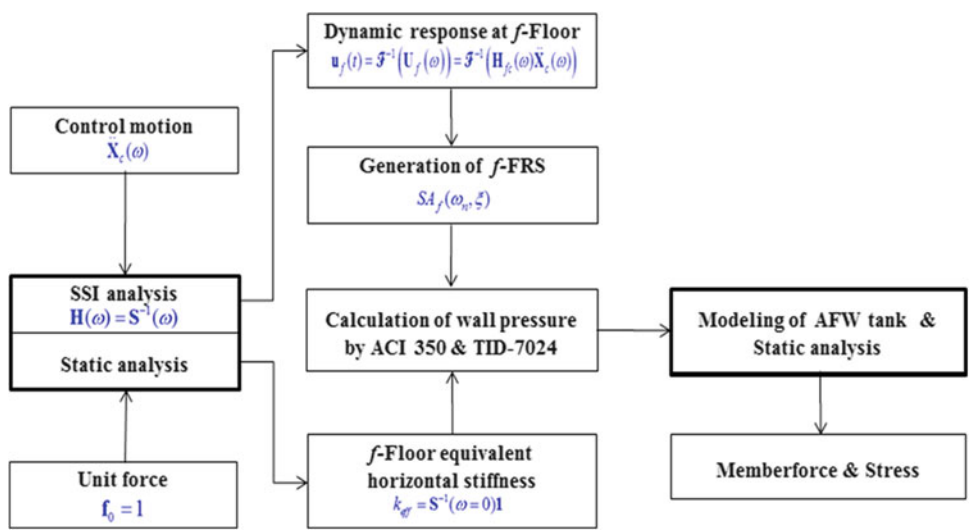 Dynamic response at f-Floor
u_f(t) = ℱ⁻¹(U_f(ω)) = ℱ⁻¹(H_fc(ω)Ẍ_c(ω))
Control motion
Ẍ_c(ω)
Generation of f-FRS
SA_f(ω_n, ξ)
SSI analysis
H(ω) = S⁻¹(ω)
Static analysis
Calculation of wall pressure
by ACI 350 & TID-7024
Modeling of AFW tank &
Static analysis
Unit force
f₀ = 1
f-Floor equivalent
horizontal stiffness
k_eff = S⁻¹(ω=0)1
Memberforce & Stress